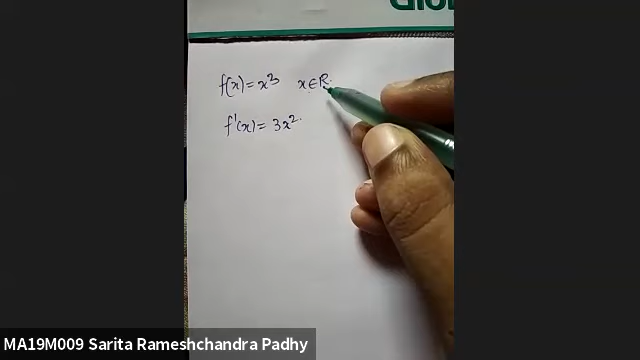 f(x) = x³ x ∈ R.
f'(x) = 3x².
MA19M009 Sarita Rameshchandra Padhy